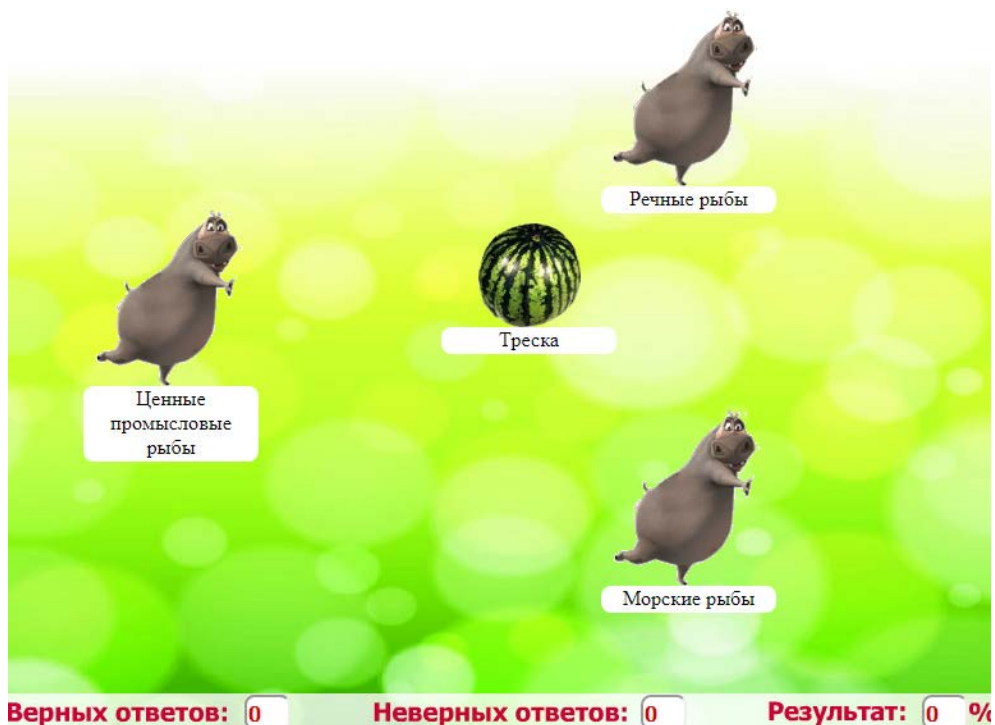 Речные рыбы
Треска
Ценные
промысловые
рыбы
Морские рыбы
Верных ответов: 0 Неверных ответов: 0 Результат: 0 %